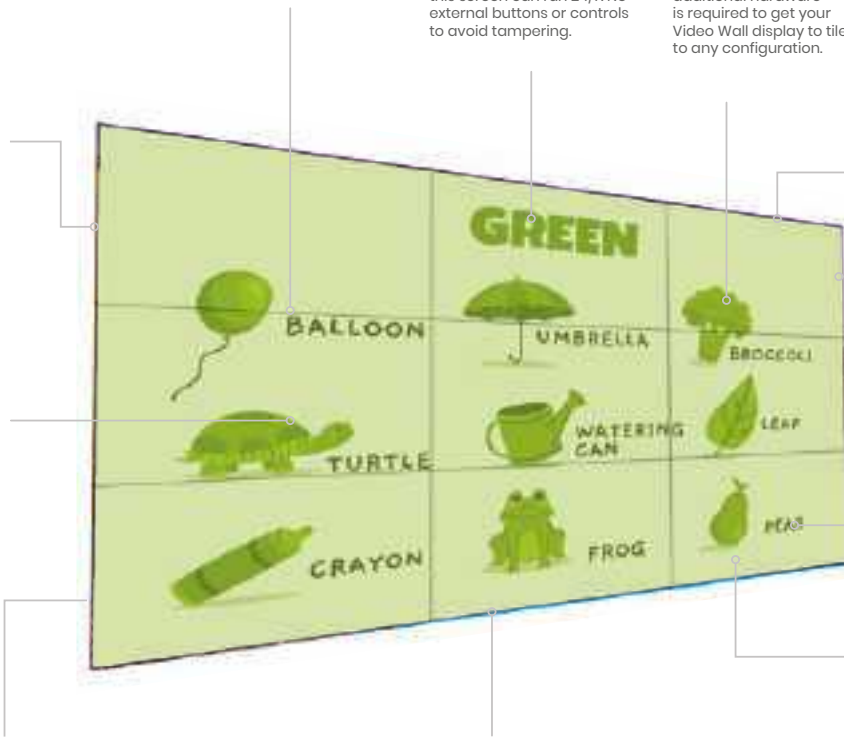 external buttons or controls
to avoid tampering.
is required to get your
Video Wall display to tile
to any configuration.
GREEN
BALLOON
UMBRELLA
BROCCOLI
TURTLE
WATERING
CAN
LEAF
CRAYON
FROG
PEAR